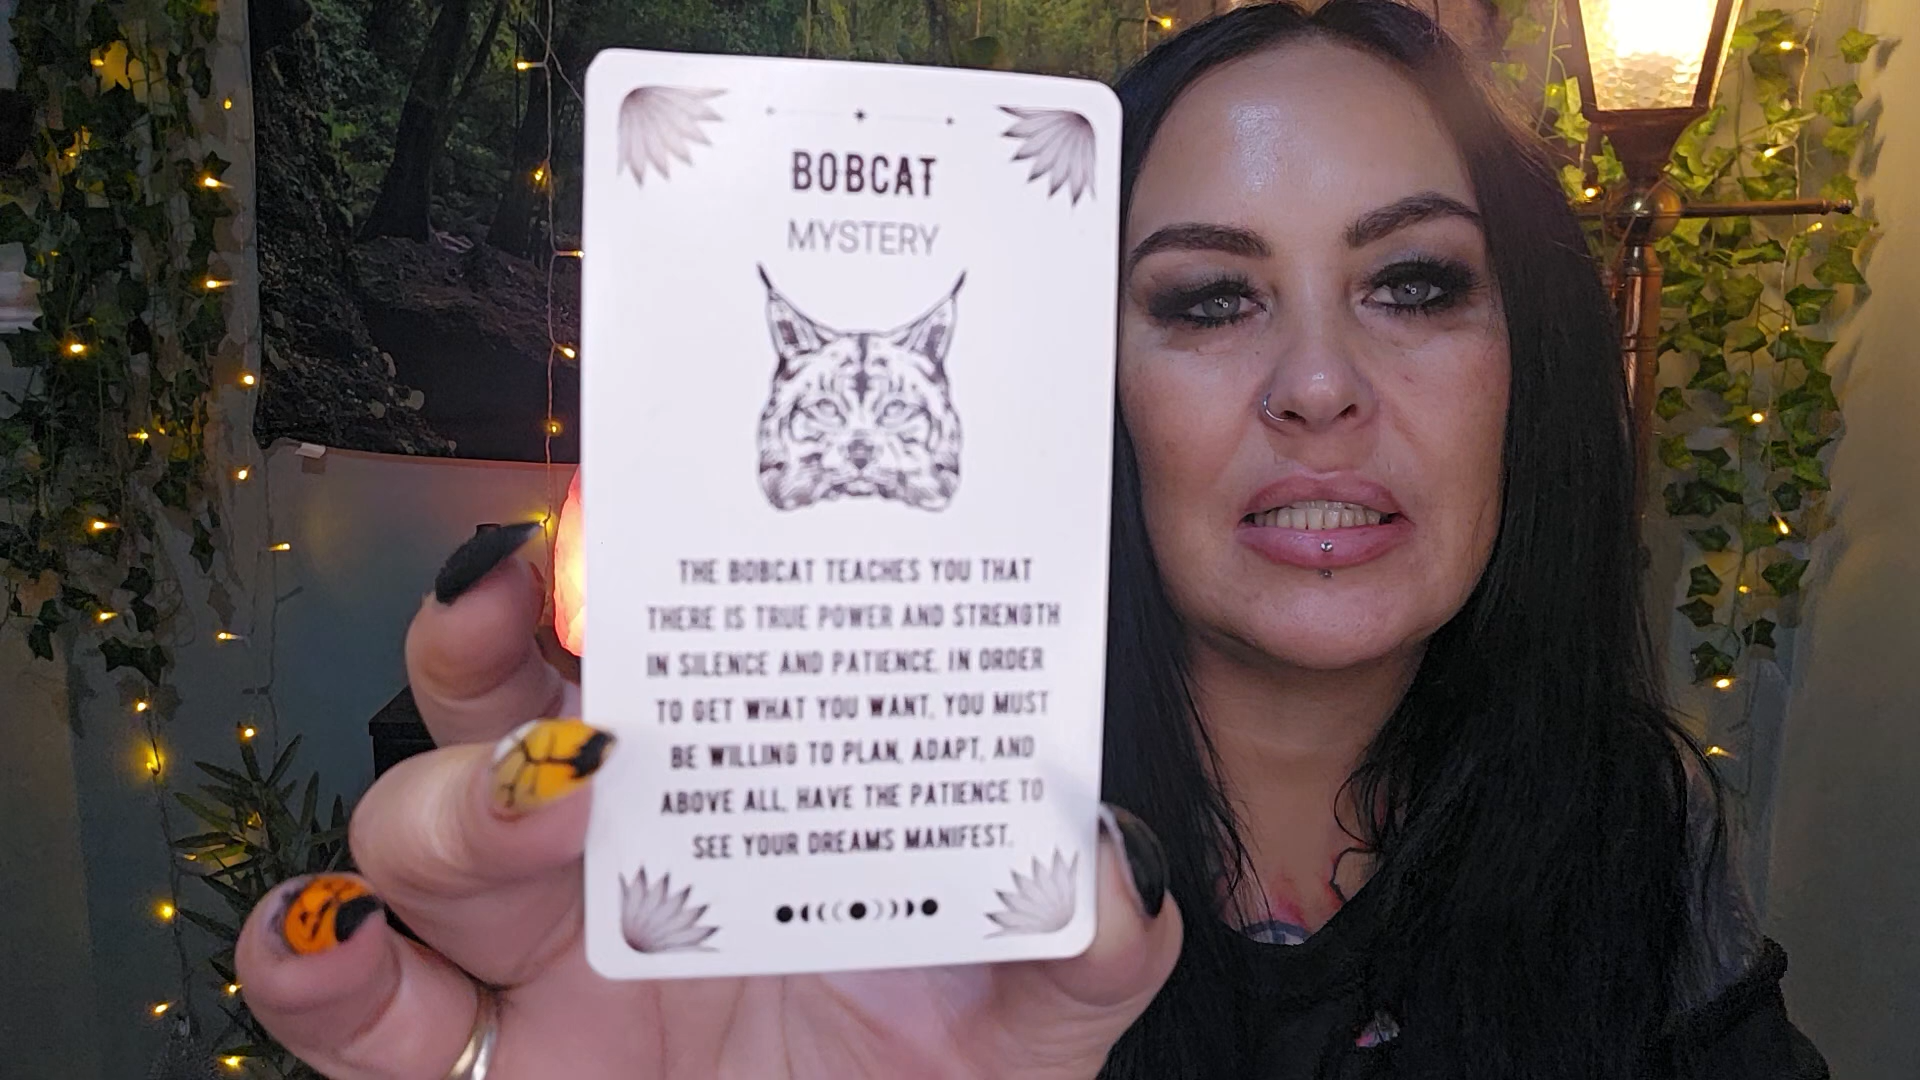 BOBCAT
MYSTERY
THE BOBCAT TEACHES YOU THAT
THERE IS TRUE POWER AND STRENGTH
IN SILENCE AND PATIENCE. IN ORDER
TO GET WHAT YOU WANT, YOU MUST
BE WILLING TO PLAN, ADAPT, AND
ABOVE ALL, HAVE THE PATIENCE TO
SEE YOUR DREAMS MANIFEST.